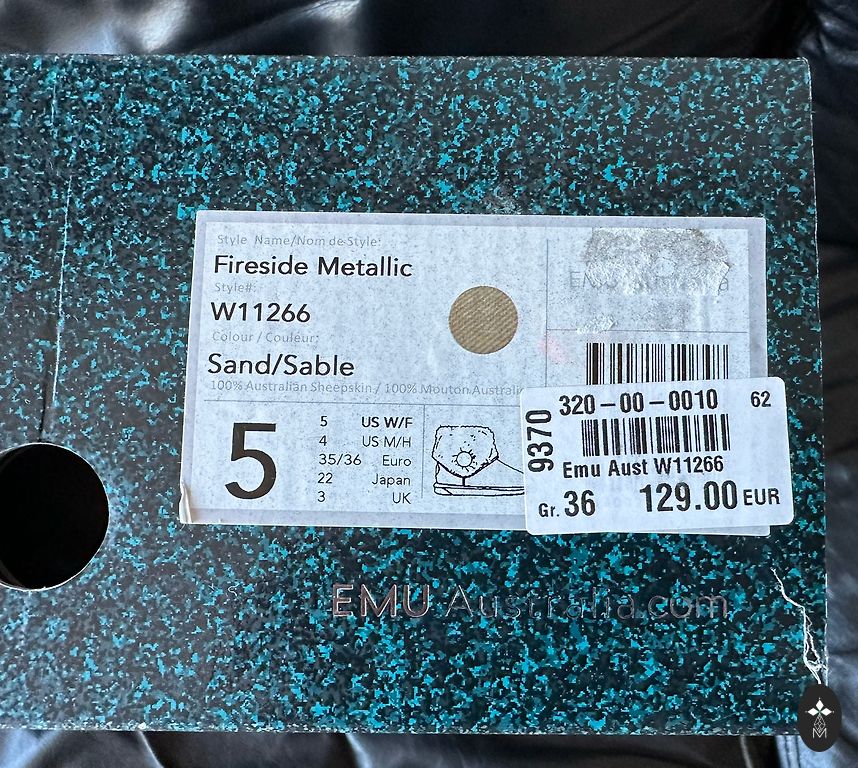 Style Name/Nom de Style:
Fireside Metallic
Style#:
W11266
Colour / Couleur:
Sand/Sable
100% Australian Sheepskin / 100% Mouton Australi
5
5 US W/F
4 US M/H
35/36 Euro
22 Japan
3 UK
320-00-0010 62
9370
Emu Aust W11266
Gr. 36 129.00 EUR
EMU Australia.com
M